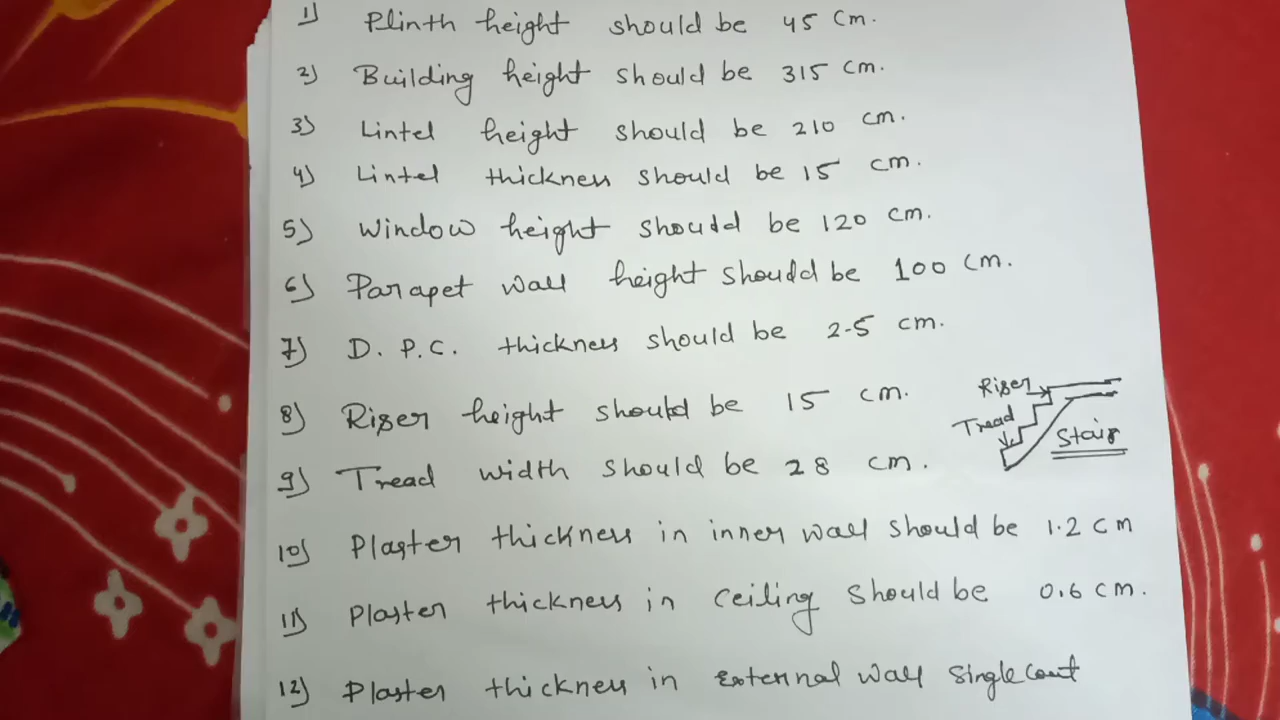 1) Plinth height should be 45 cm.
2) Building height should be 315 cm.
3) Lintel height should be 210 cm.
4) Lintel thickness should be 15 cm.
5) Window height should be 120 cm.
6) Parapet wall height should be 100 cm.
7) D. P.C. thickness should be 2.5 cm.
8) Riser height should be 15 cm.
Riser
Tread
Stair
9) Tread width should be 28 cm.
10) Plaster thickness in inner wall should be 1.2 cm
11) Plaster thickness in ceiling should be 0.6 cm.
12) Plaster thickness in external wall single coat